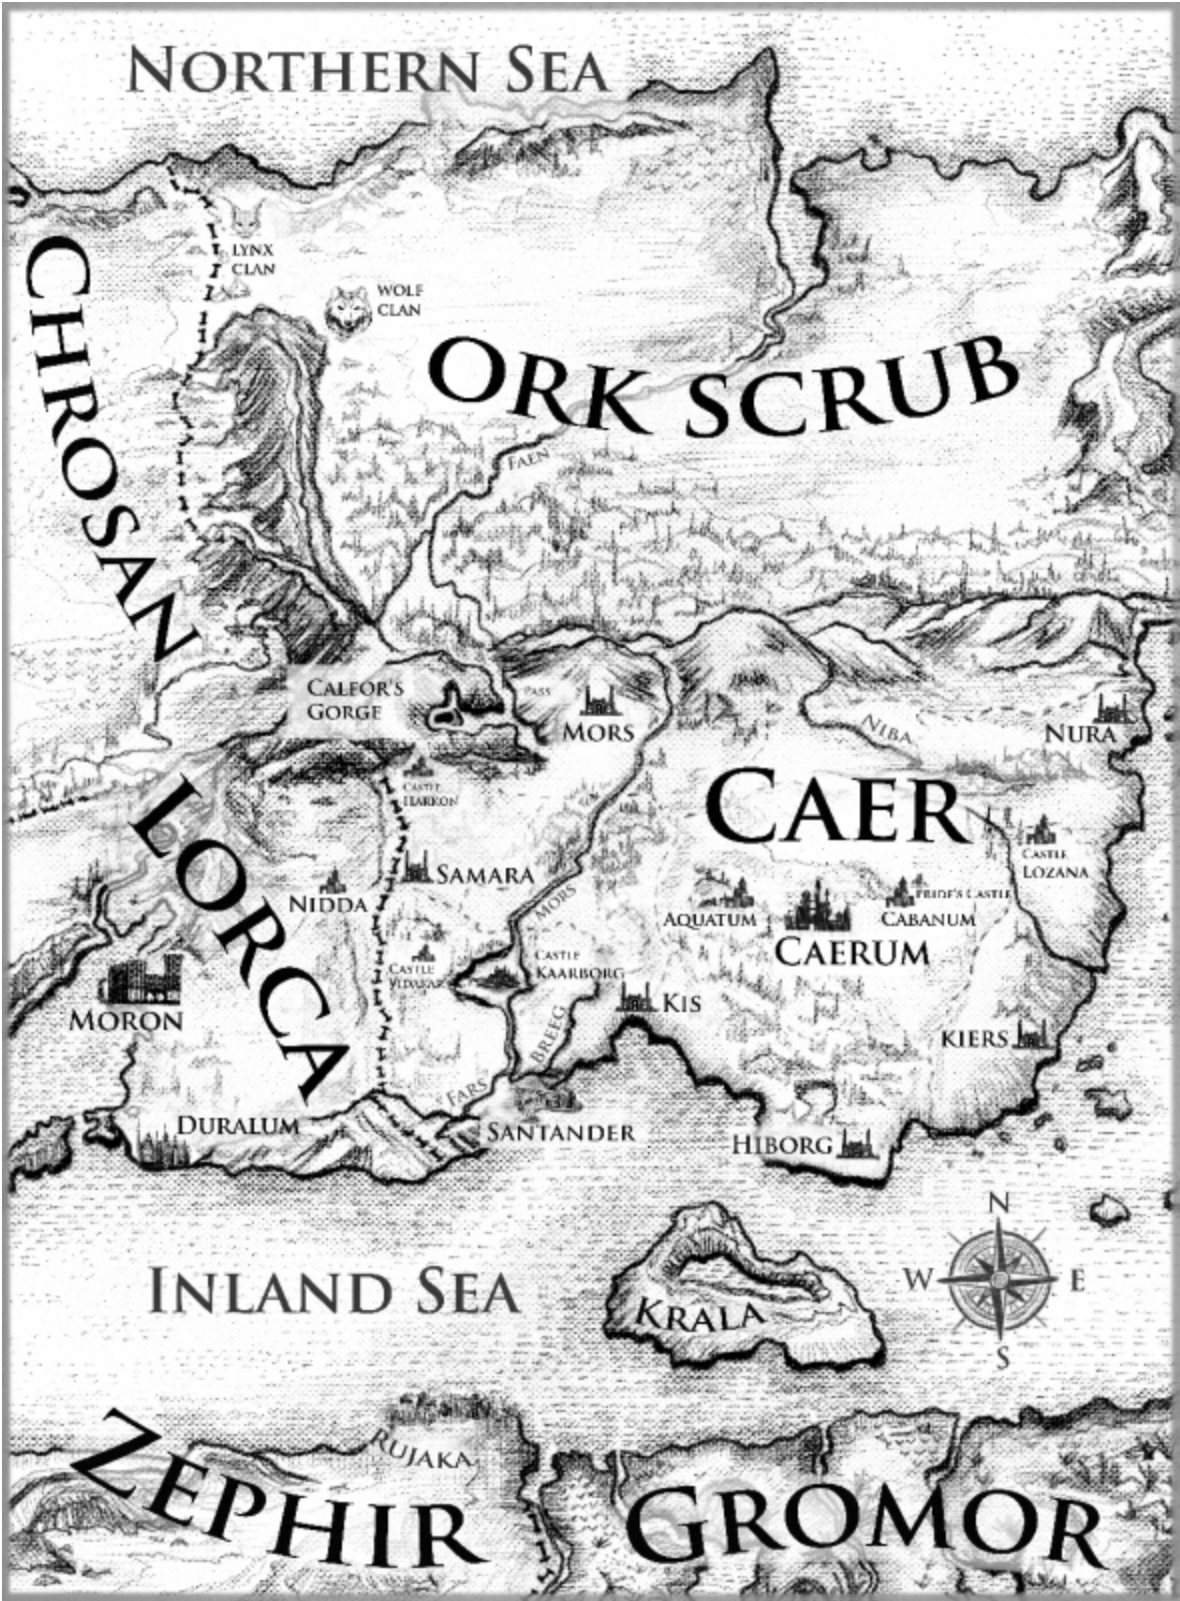 NORTHERN SEA
CHROSAN
LYNX
CLAN
WOLF
CLAN
ORK SCRUB
FAEN
CALFOR'S
GORGE
PASS
MORS
NIBA
NURA
CASTLE
HARKON
CAER
LORCA
SAMARA
CASTLE
LOZANA
NIDDA
MORS
AQUATUM
PRIDE'S CASTLE
CABANUM
CAERUM
CASTLE
KAARBORG
CASTLE
KIS
MORON
BREEG
KIERS
FARS
DURALUM
SANTANDER
HIBORG
N
W
E
S
INLAND SEA
KRALA
RUJAKA
ZEPHIR
GROMOR